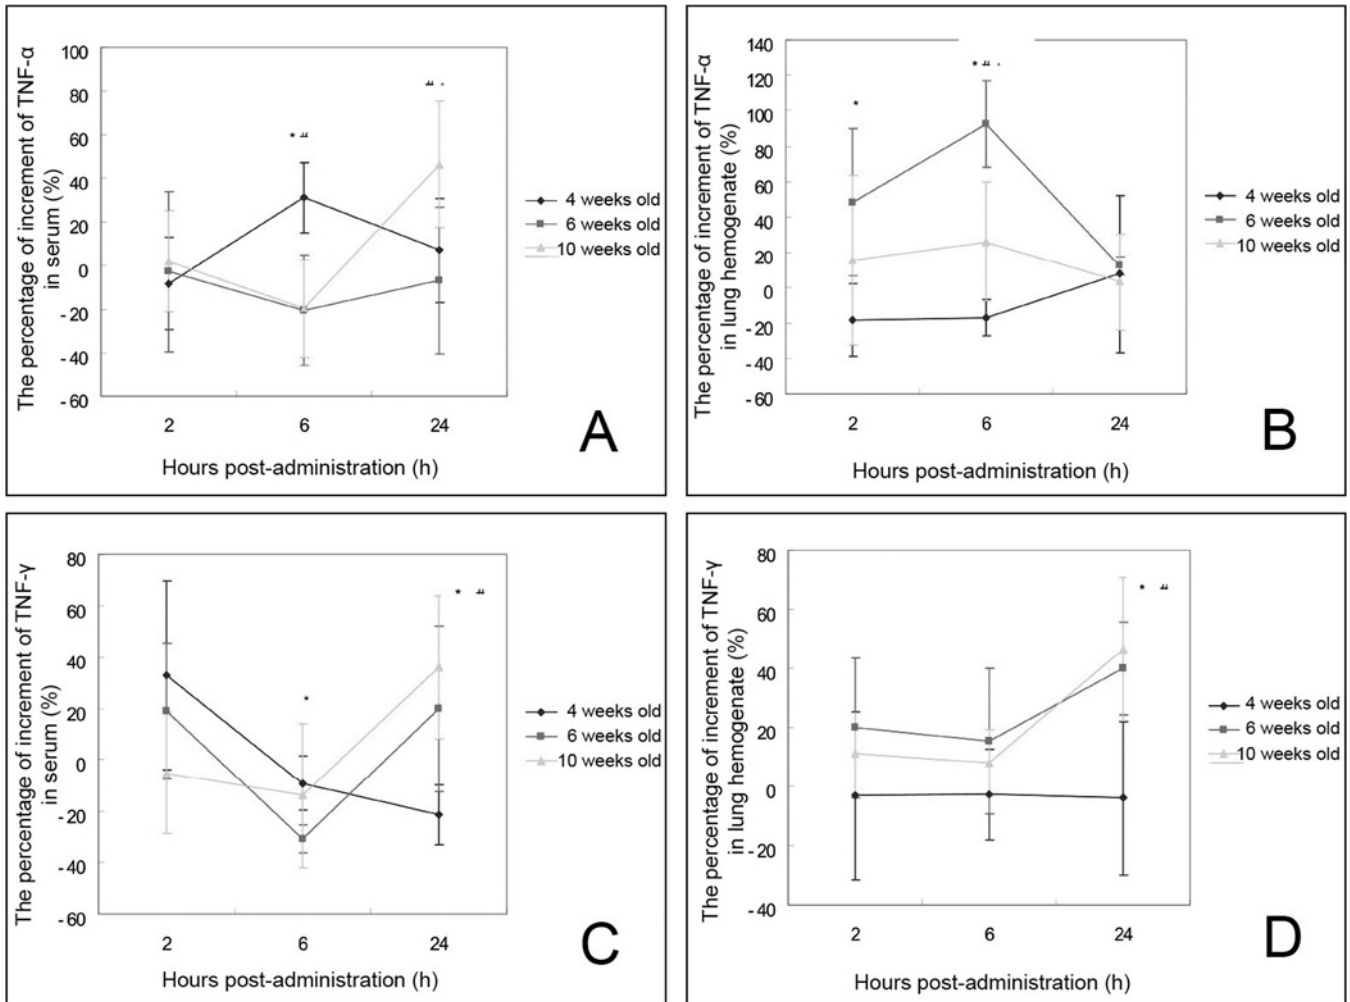 The percentage of increment of TNF-α
in serum (%)
100
80
60
40
20
0
-20
-40
-60
* #
#
2 6 24
Hours post-administration (h)
4 weeks old
6 weeks old
10 weeks old
A
The percentage of increment of TNF-α
in lung hemogenate (%)
140
120
100
80
60
40
20
0
-20
-40
-60
*
* #
2 6 24
Hours post-administration (h)
4 weeks old
6 weeks old
10 weeks old
B
The percentage of increment of TNF-γ
in serum (%)
80
60
40
20
0
-20
-40
-60
*
* #
2 6 24
Hours post-administration (h)
4 weeks old
6 weeks old
10 weeks old
C
The percentage of increment of TNF-γ
in lung hemogenate (%)
80
60
40
20
0
-20
-40
* #
2 6 24
Hours post-administration (h)
4 weeks old
6 weeks old
10 weeks old
D